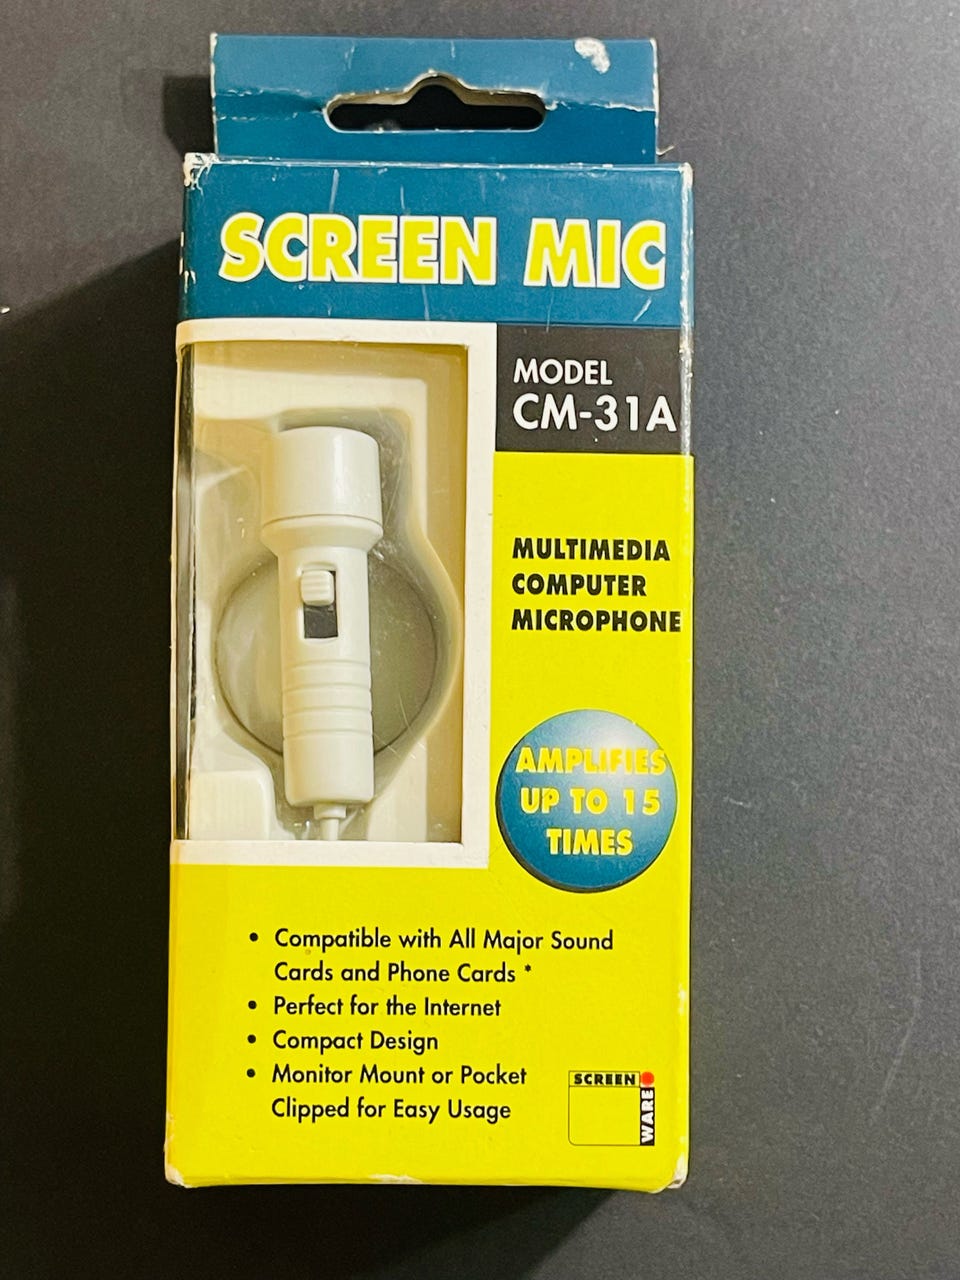 SCREEN MIC
MODEL
CM-31A
MULTIMEDIA
COMPUTER
MICROPHONE
AMPLIFIES
UP TO 15
TIMES
• Compatible with All Major Sound
Cards and Phone Cards *
• Perfect for the Internet
• Compact Design
• Monitor Mount or Pocket
Clipped for Easy Usage
SCREEN
WARE